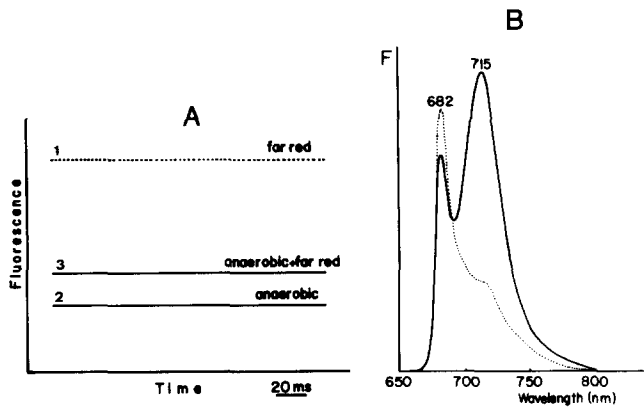 A
Fluorescence
1 far red
3 anaerobic+far red
2 anaerobic
Time
20 ms
B
F
682
715
650 700 750 800
Wavelength (nm)